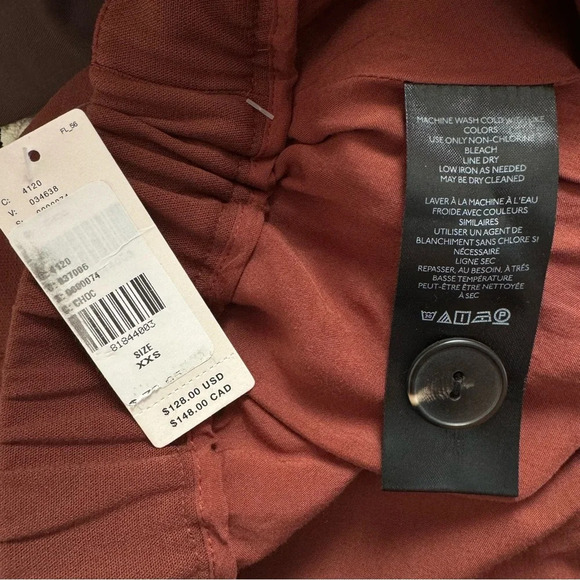 FL_56
C: 4120
V: 034638
4120
037006
0000074
CHOC
81844003
SIZE
XXS
$128.00 USD
$148.00 CAD
MACHINE WASH COLD WITH LIKE
COLORS
USE ONLY NON-CHLORINE
BLEACH
LINE DRY
LOW IRON AS NEEDED
MAY BE DRY CLEANED
LAVER À LA MACHINE À L'EAU
FROIDE AVEC COULEURS
SIMILAIRES
UTILISER UN AGENT DE
BLANCHIMENT SANS CHLORE SI
NÉCESSAIRE
LIGNE SEC
REPASSER, AU BESOIN, À TRÈS
BASSE TEMPÉRATURE
PEUT-ÊTRE ÊTRE NETTOYÉE
À SEC